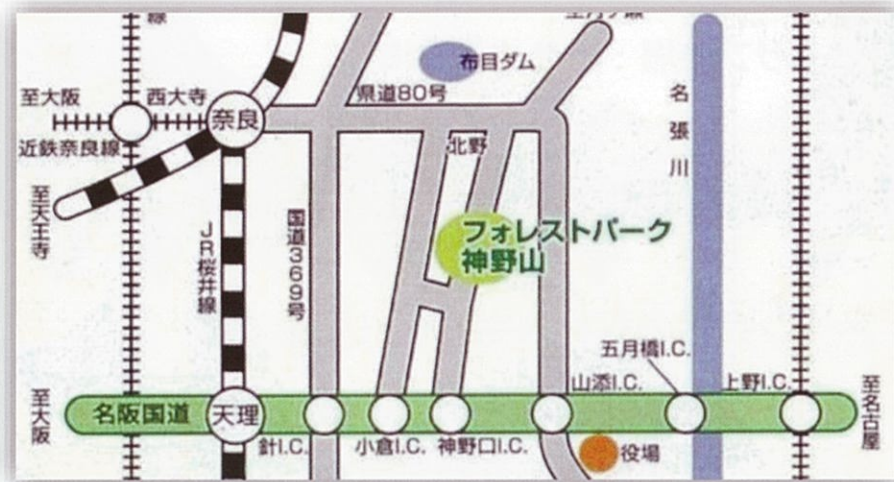 線
布目ダム
至大阪
西大寺
県道80号
奈良
近鉄奈良線
北野
名張川
至天王寺
JR桜井線
国道369号
フォレストパーク
神野山
五月橋I.C.
山添I.C.
上野I.C.
至大阪
名阪国道
天理
至名古屋
針I.C.
小倉I.C.
神野口I.C.
役場